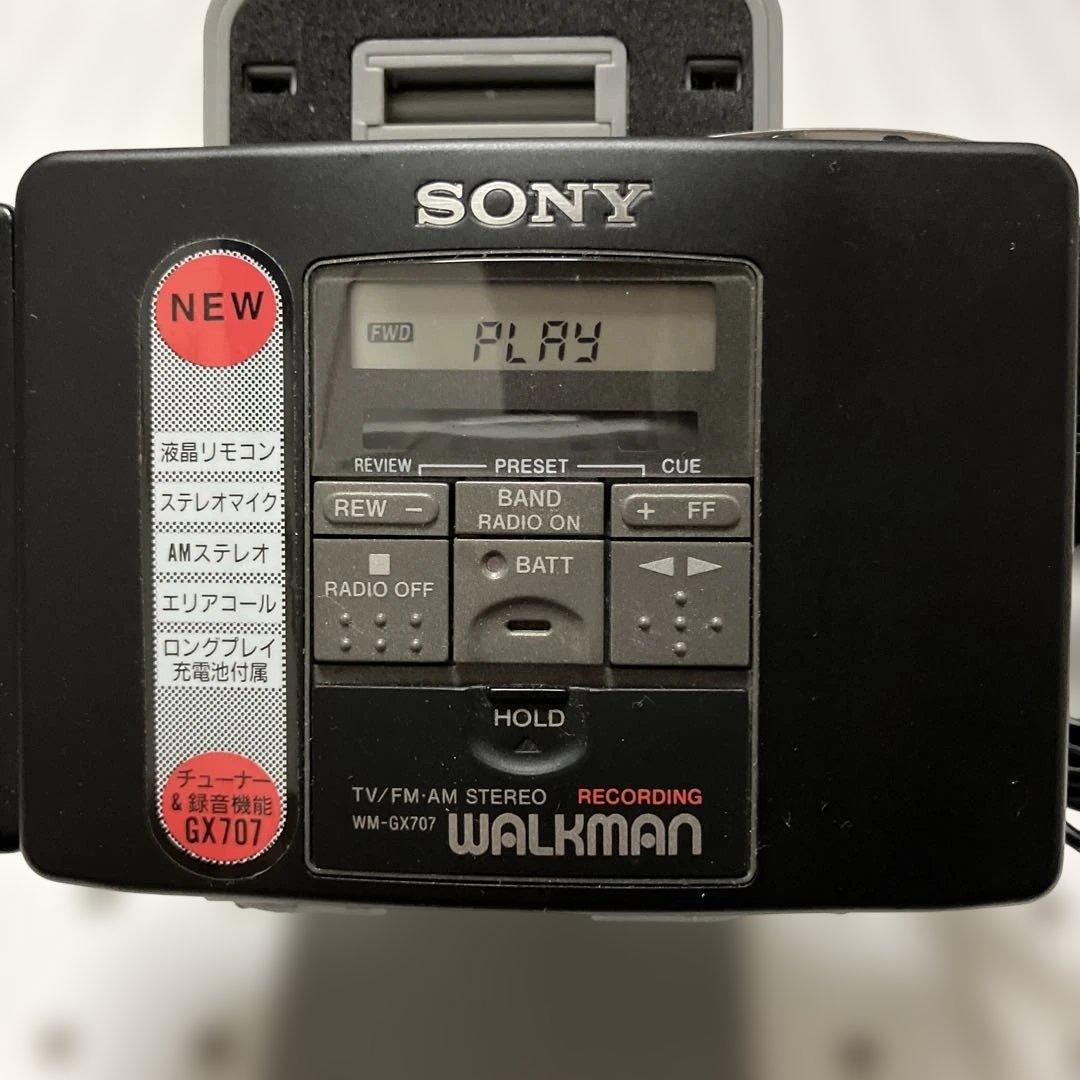 SONY
NEW
液晶リモコン
ステレオマイク
AMステレオ
エリアコール
ロングプレイ
充電池付属
チューナー
& 録音機能
GX707
FWD PLAY
REVIEW PRESET CUE
REW −
BAND
RADIO ON
+ FF
RADIO OFF
BATT
HOLD
TV/FM·AM STEREO RECORDING
WM-GX707 WALKMAN